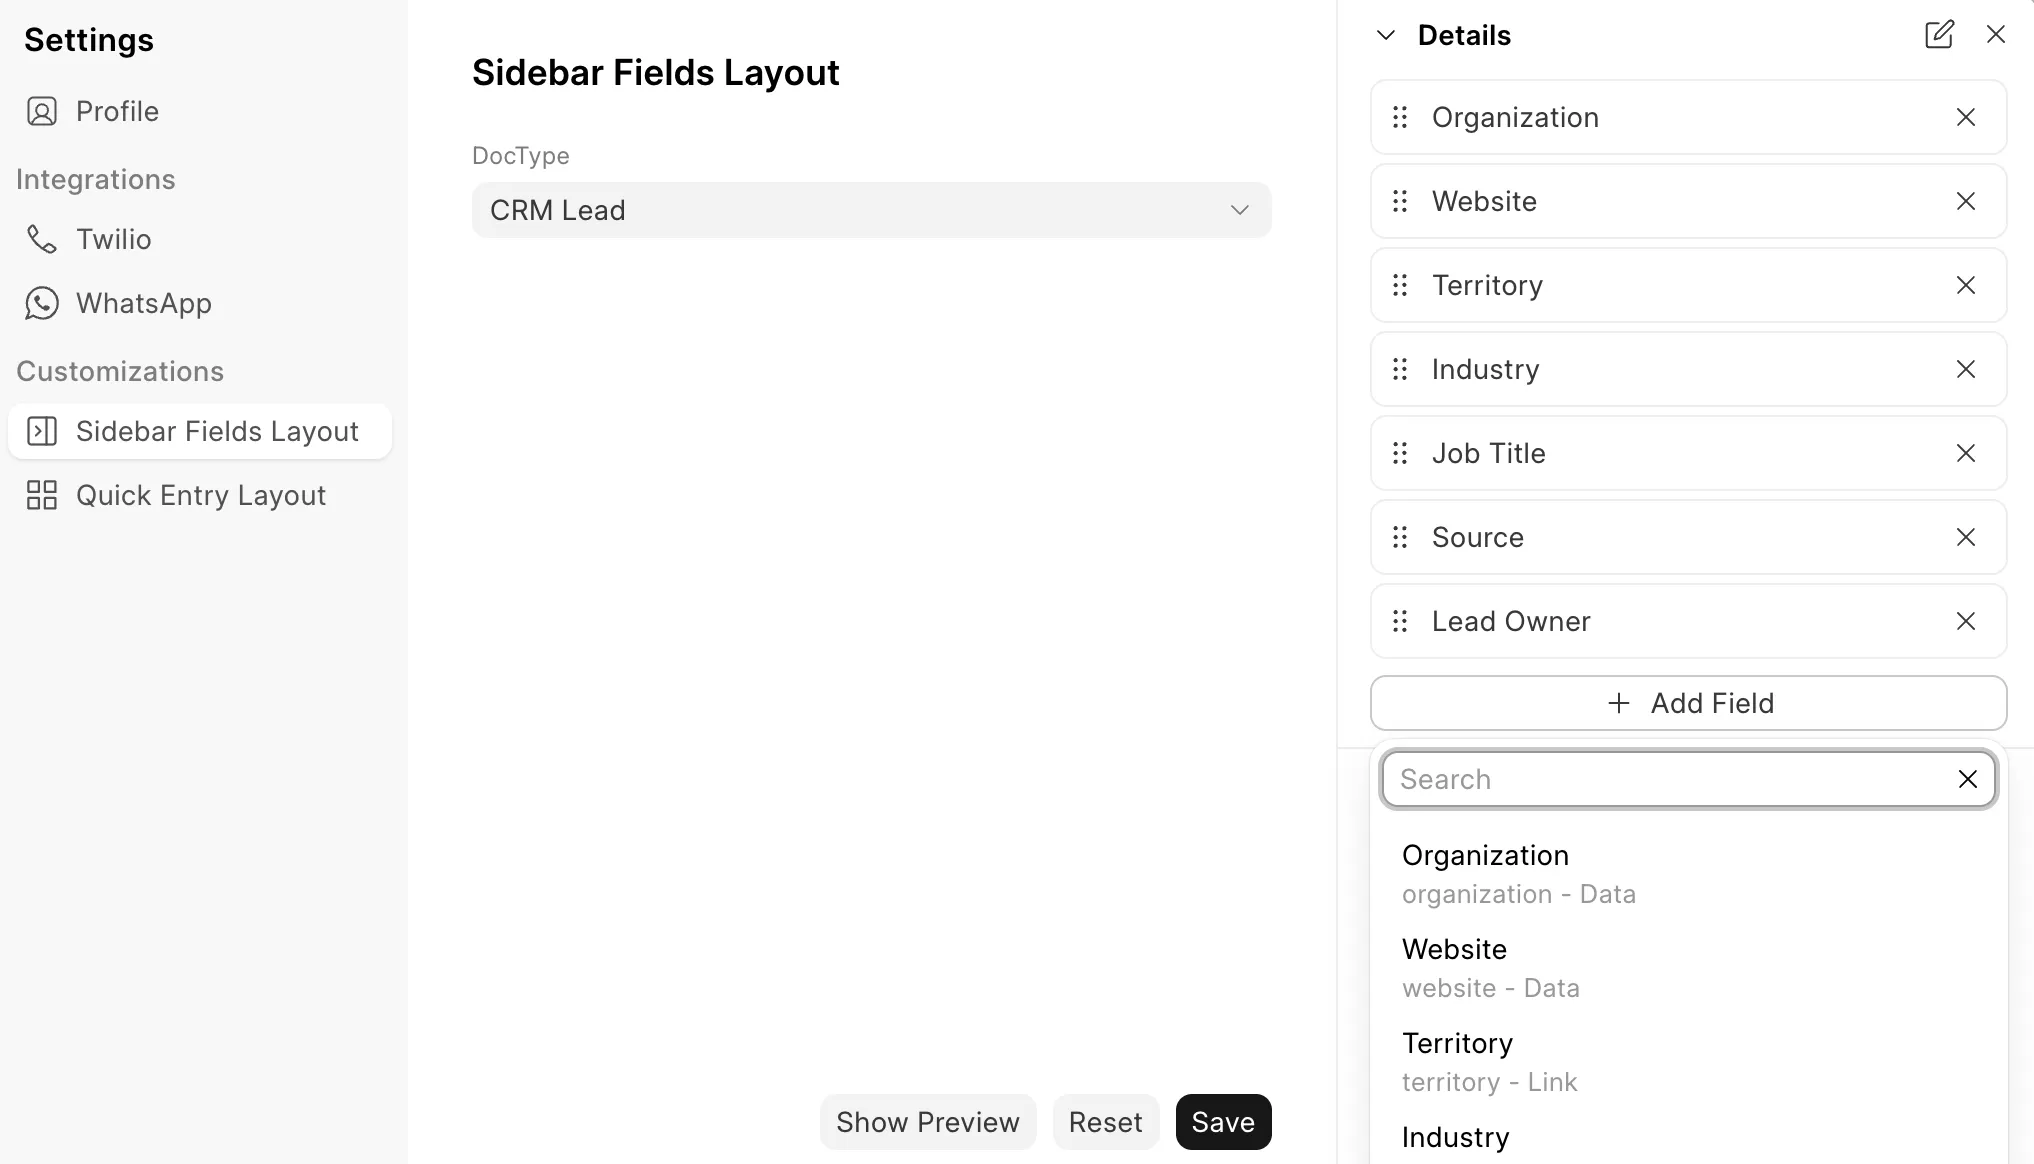 Settings
Profile
Integrations
Twilio
WhatsApp
Customizations
Sidebar Fields Layout
Quick Entry Layout
Sidebar Fields Layout
DocType
CRM Lead
Show Preview
Reset
Save
Details
Organization
Website
Territory
Industry
Job Title
Source
Lead Owner
Add Field
Search
Organization
organization - Data
Website
website - Data
Territory
territory - Link
Industry